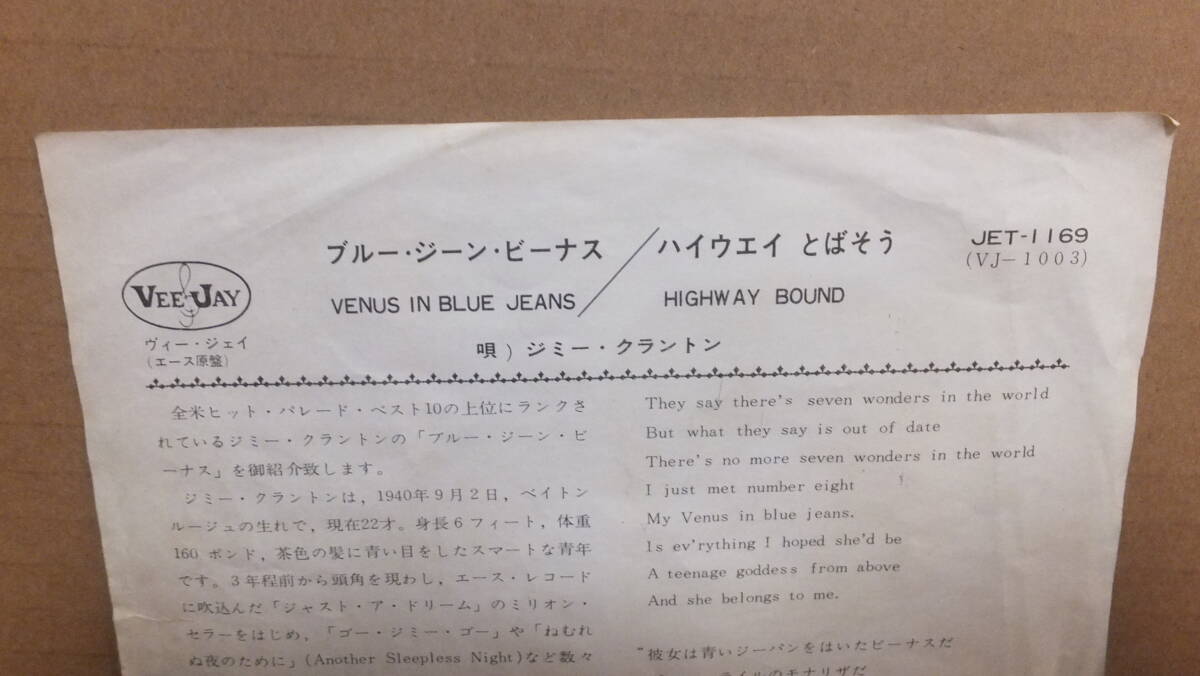 ブルー・ジーン・ビーナス／ハイウエイ とばそう
VENUS IN BLUE JEANS／HIGHWAY BOUND
JET-1169
(VJ-1003)
VEE JAY
ヴィー・ジェイ
(エース原盤)
唄) ジミー・クラントン
全米ヒット・パレード・ベスト10の上位にランクさ
れているジミー・クラントンの「ブルー・ジーン・ビ
ーナス」を御紹介致します。
ジミー・クラントンは, 1940年9月2日, ベイトン
ルージュの生れで, 現在22才。身長6フィート, 体重
160 ポンド, 茶色の髪に青い目をしたスマートな青年
です。3年程前から頭角を現わし, エース・レコード
に吹込んだ「ジャスト・ア・ドリーム」のミリオン・
セラーをはじめ, 「ゴー・ジミー・ゴー」や「ねむれ
ぬ夜のために」(Another Sleepless Night)など数々
They say there's seven wonders in the world
But what they say is out of date
There's no more seven wonders in the world
I just met number eight
My Venus in blue jeans.
Is ev'rything I hoped she'd be
A teenage goddess from above
And she belongs to me.
"彼女は青いジーパンをはいたビーナスだ
イルのモナリザだ